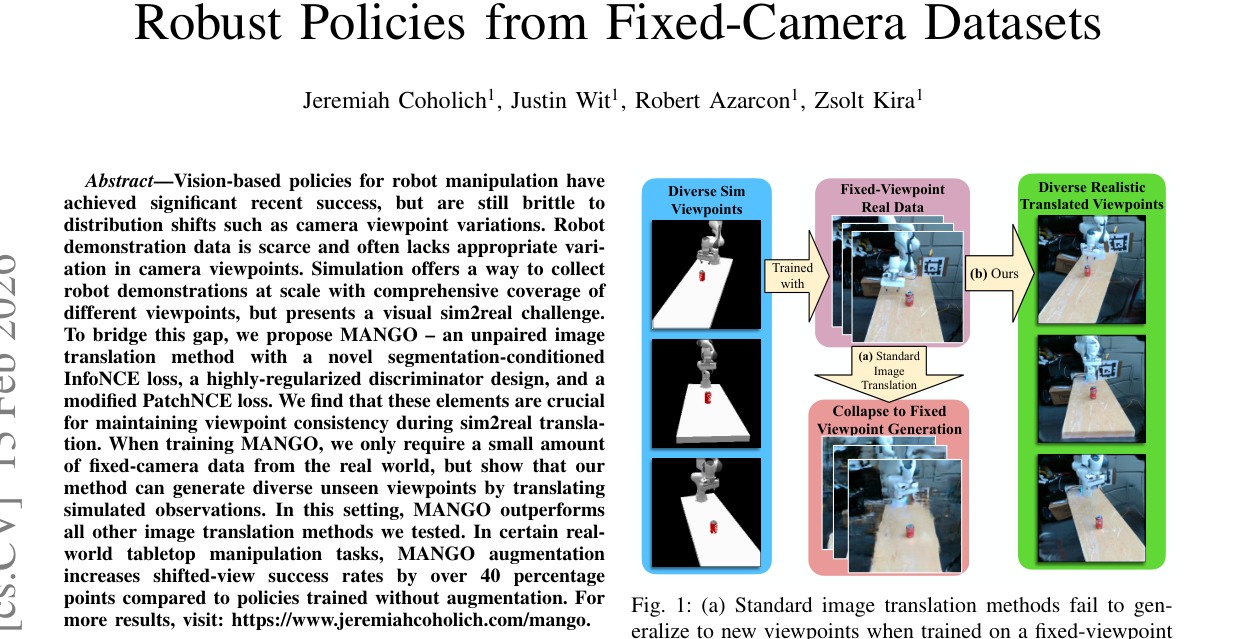 Robust Policies from Fixed-Camera Datasets
Jeremiah Coholich1, Justin Wit1, Robert Azarcon1, Zsolt Kira1
[cs.CV] 13 Feb 2026
Abstract—Vision-based policies for robot manipulation have
achieved significant recent success, but are still brittle to
distribution shifts such as camera viewpoint variations. Robot
demonstration data is scarce and often lacks appropriate vari-
ation in camera viewpoints. Simulation offers a way to collect
robot demonstrations at scale with comprehensive coverage of
different viewpoints, but presents a visual sim2real challenge.
To bridge this gap, we propose MANGO – an unpaired image
translation method with a novel segmentation-conditioned
InfoNCE loss, a highly-regularized discriminator design, and a
modified PatchNCE loss. We find that these elements are crucial
for maintaining viewpoint consistency during sim2real transla-
tion. When training MANGO, we only require a small amount
of fixed-camera data from the real world, but show that our
method can generate diverse unseen viewpoints by translating
simulated observations. In this setting, MANGO outperforms
all other image translation methods we tested. In certain real-
world tabletop manipulation tasks, MANGO augmentation
increases shifted-view success rates by over 40 percentage
points compared to policies trained without augmentation. For
more results, visit: https://www.jeremiahcoholich.com/mango.
Diverse Sim
Viewpoints
Trained
with
Fixed-Viewpoint
Real Data
(b) Ours
(a) Standard
Image
Translation
Collapse to Fixed
Viewpoint Generation
Diverse Realistic
Translated Viewpoints
Fig. 1: (a) Standard image translation methods fail to gen-
eralize to new viewpoints when trained on a fixed-viewpoint